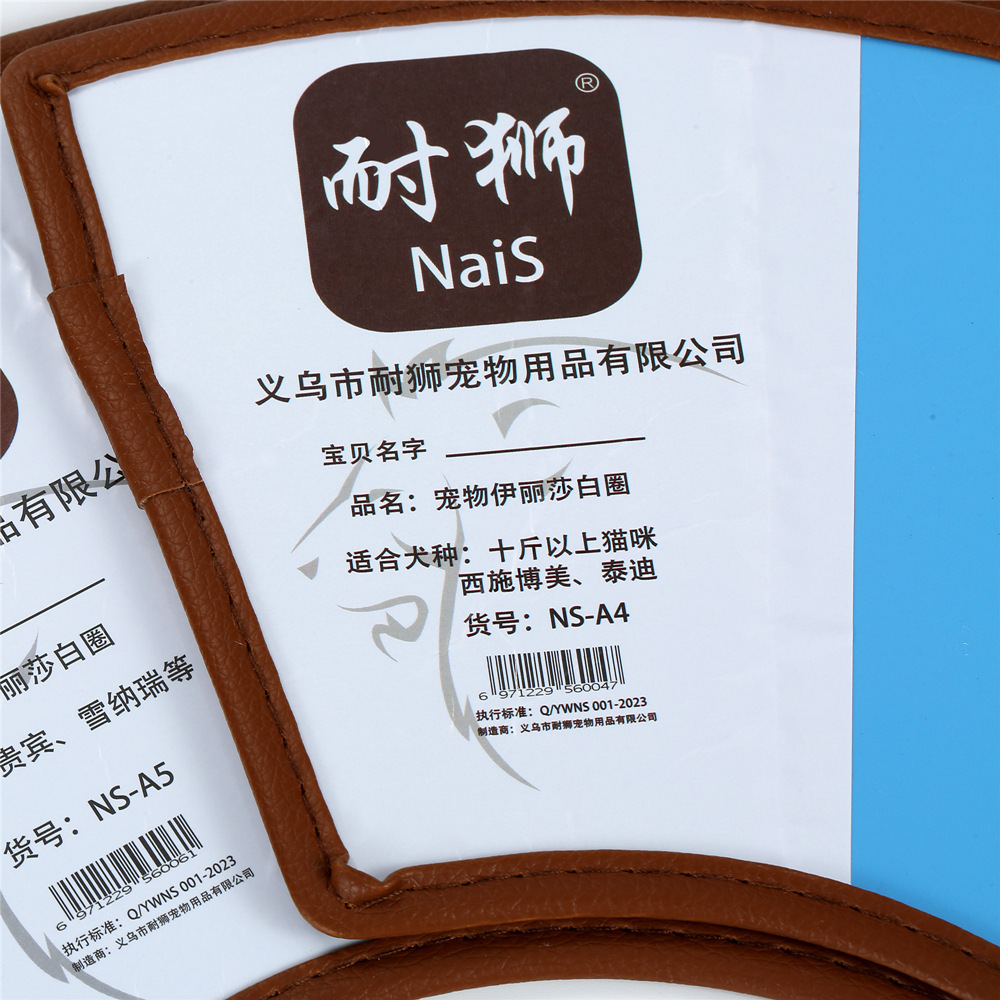 耐狮
®
NaiS
义乌市耐狮宠物用品有限公司
宝贝名字
品名：宠物伊丽莎白圈
适合犬种：十斤以上猫咪
西施博美、泰迪
货号：NS-A4
6 971229 560047
执行标准：Q/YWNS 001-2023
制造商：义乌市耐狮宠物用品有限公司
品有限公
丽莎白圈
雪纳瑞等
贵宾、
货号：NS-A5
6 971229 560061
执行标准：Q/YWNS 001-2023
制造商：义乌市耐狮宠物用品有限公司